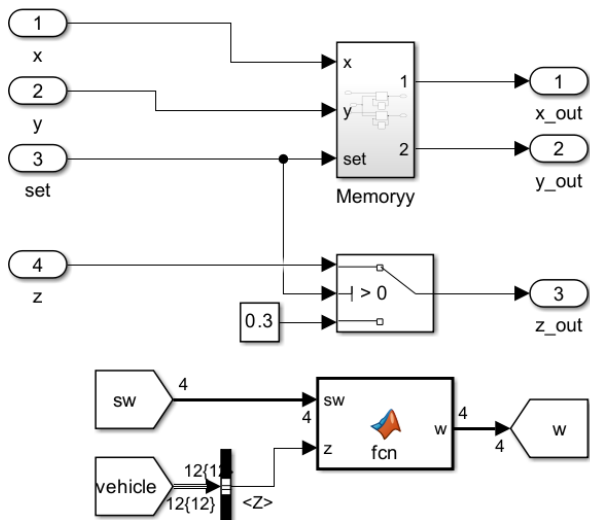 1
x
2
y
3
set
4
z
x
y
set
1
2
Memoryy
1
x_out
2
y_out
> 0
0.3
3
z_out
sw
4
4
sw
z
fcn
w
4
4
w
vehicle
12{12}
12{12}
<Z>